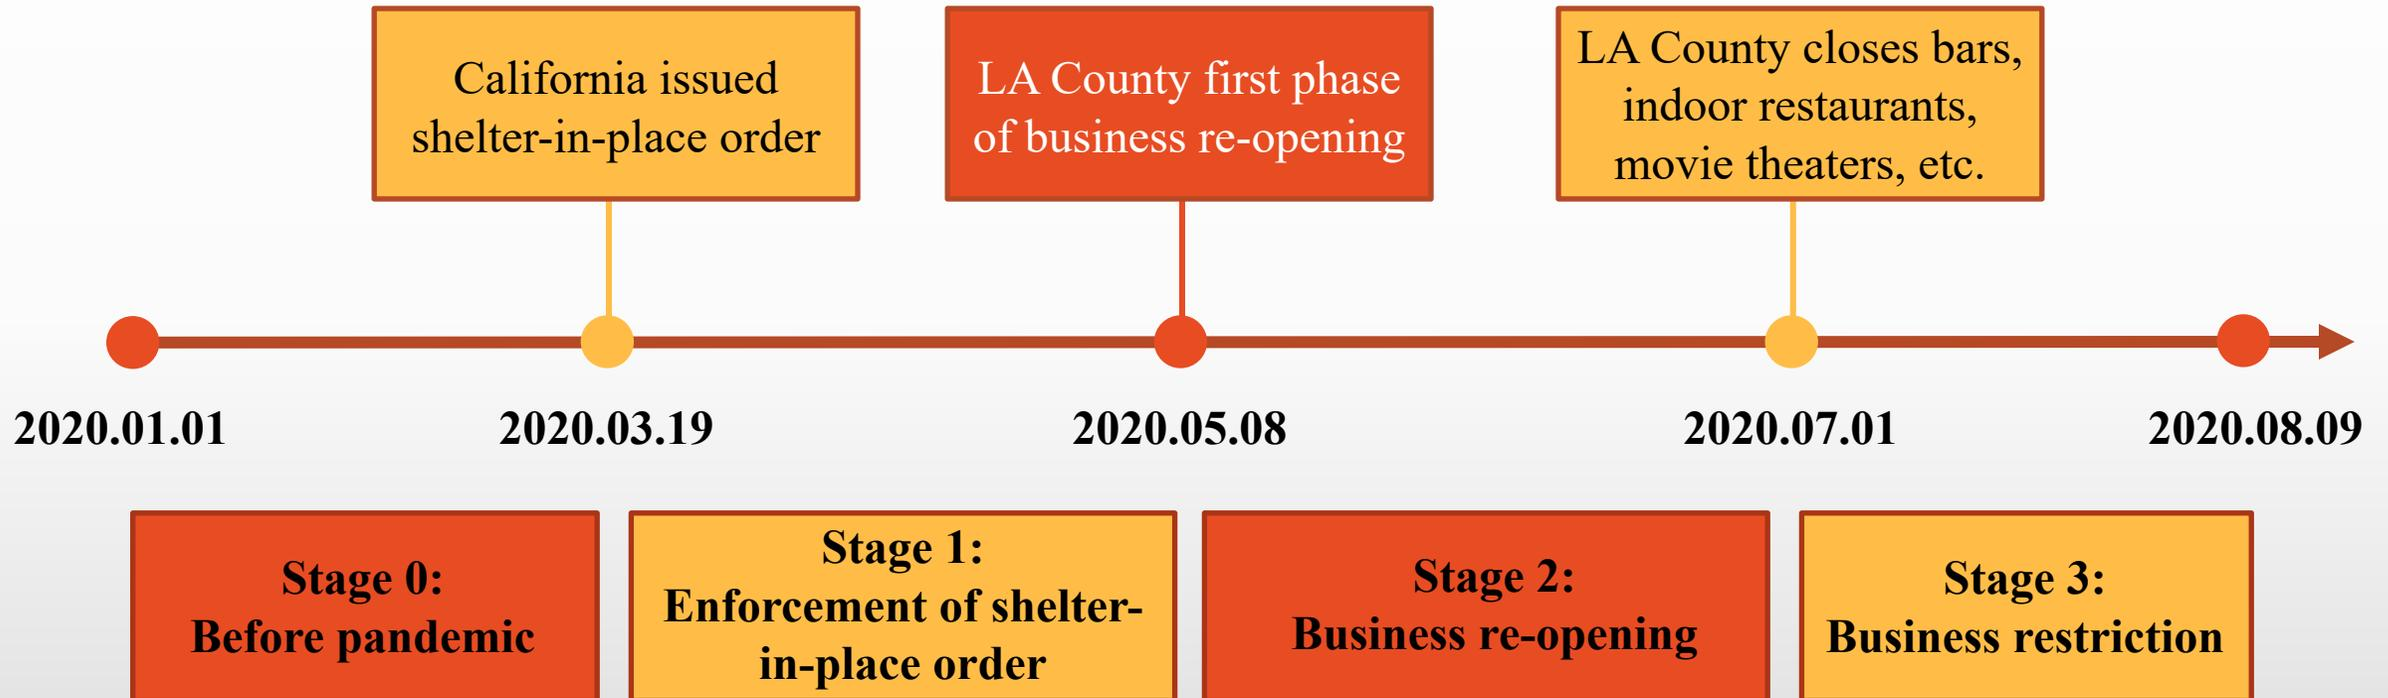 California issued
shelter-in-place order
LA County first phase
of business re-opening
LA County closes bars,
indoor restaurants,
movie theaters, etc.
2020.01.01
2020.03.19
2020.05.08
2020.07.01
2020.08.09
Stage 0:
Before pandemic
Stage 1:
Enforcement of shelter-
in-place order
Stage 2:
Business re-opening
Stage 3:
Business restriction